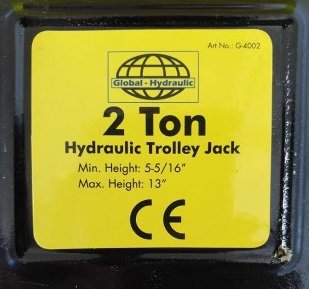 Art No.: G-4002
Global - Hydraulic
2 Ton
Hydraulic Trolley Jack
Min. Height: 5-5/16”
Max. Height: 13”
CE